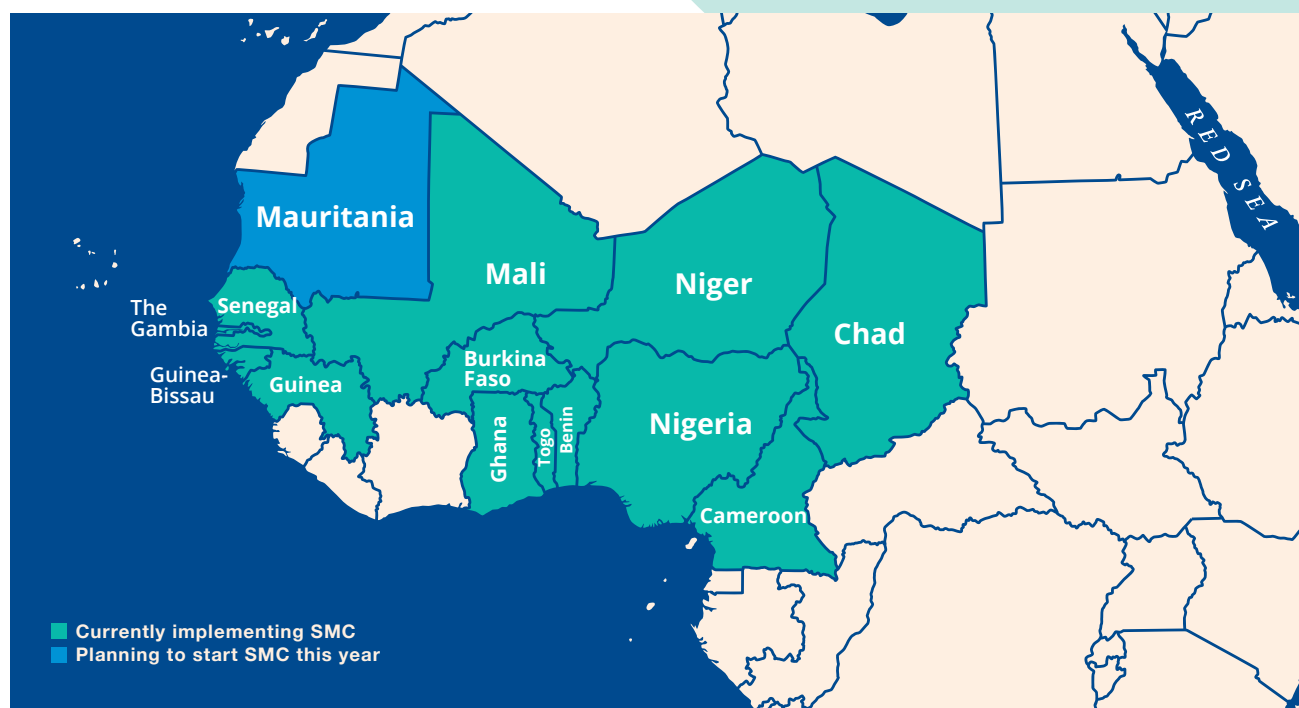 RED SEA
Mauritania
Mali
Niger
Chad
The
Gambia
Senegal
Guinea-
Bissau
Guinea
Burkina
Faso
Ghana
Togo
Benin
Nigeria
Cameroon
Currently implementing SMC
Planning to start SMC this year